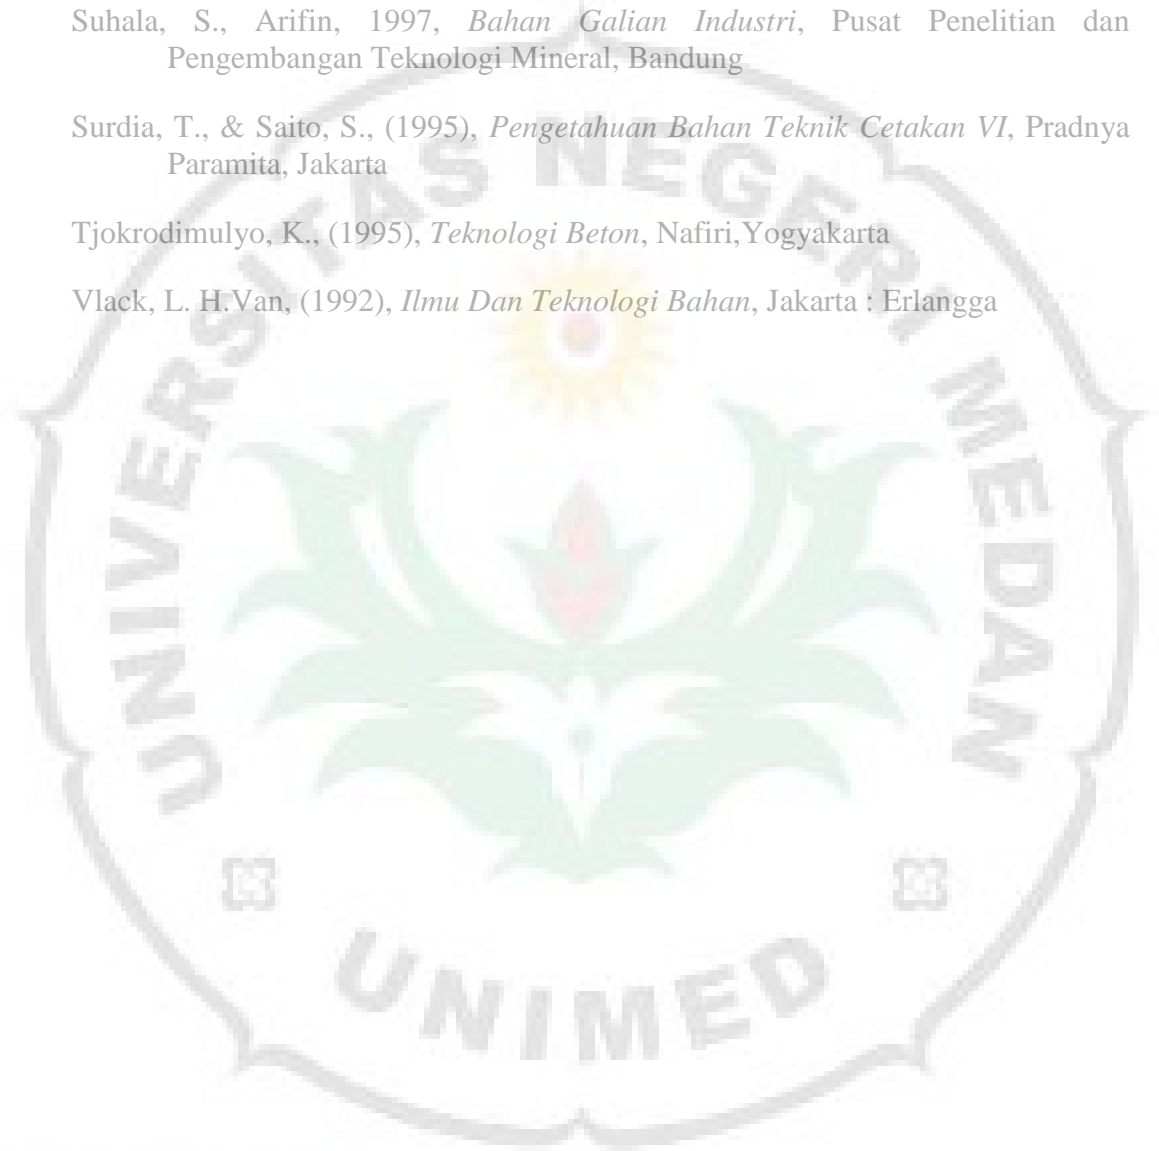 Suhala, S., Arifin, 1997, Bahan Galian Industri, Pusat Penelitian dan
Pengembangan Teknologi Mineral, Bandung
Surdia, T., & Saito, S., (1995), Pengetahuan Bahan Teknik Cetakan VI, Pradnya
Paramita, Jakarta
Tjokrodimulyo, K., (1995), Teknologi Beton, Nafiri,Yogyakarta
Vlack, L. H.Van, (1992), Ilmu Dan Teknologi Bahan, Jakarta : Erlangga
UNIVERSITAS NEGERI MEDAN
UNIMED